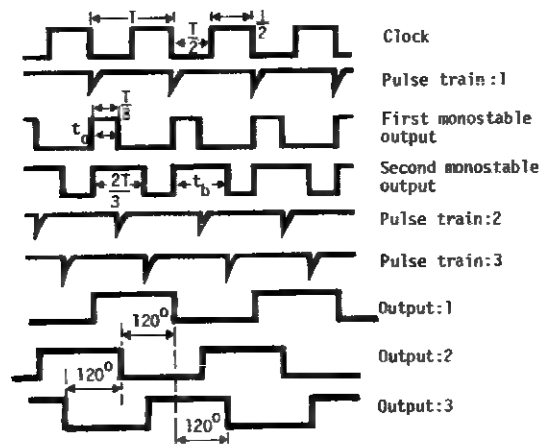 T
T/2
1/2
Clock
Pulse train:1
T/3
t_a
First monostable
output
2T/3
t_b
Second monostable
output
Pulse train:2
Pulse train:3
Output:1
120°
Output:2
120°
Output:3
120°